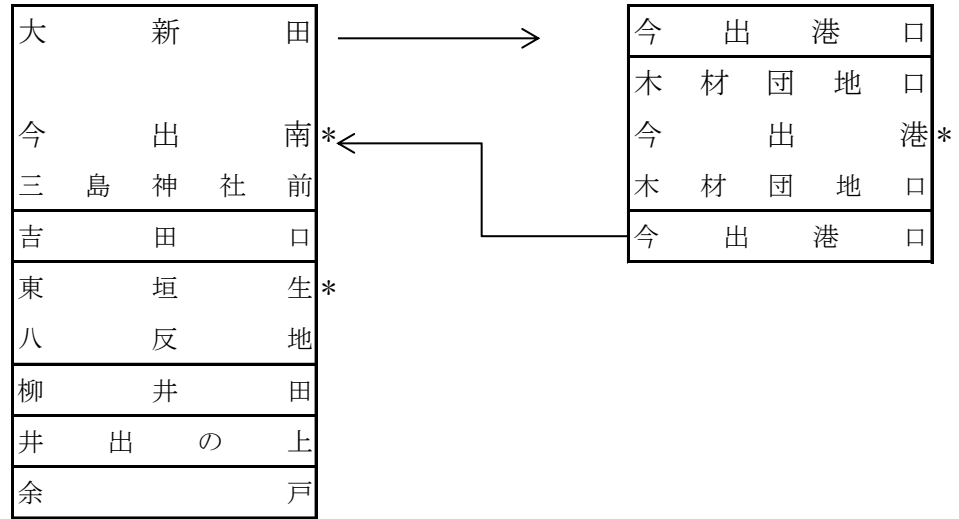 大新田
今出南*
三島神社前
吉田口
東垣生*
八反地
柳井田
井出の上
余戸
今出港口
木材団地口
今出港*
木材団地口
今出港口